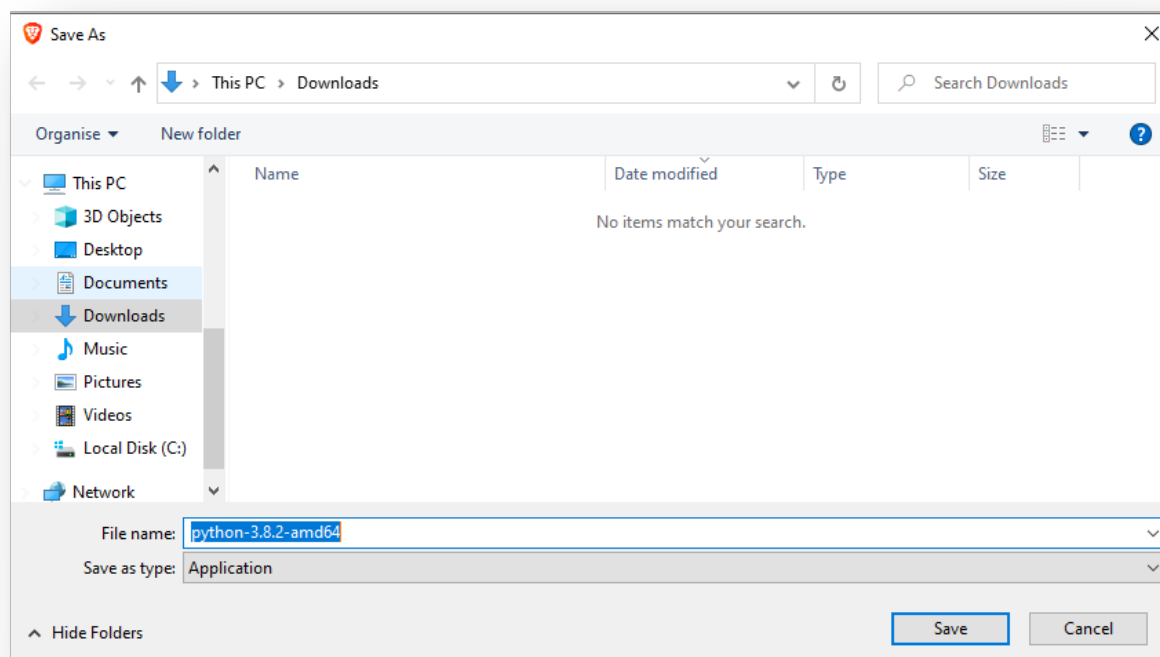 Save As
This PC > Downloads
Search Downloads
Organise
New folder
?
Name Date modified Type Size
No items match your search.
This PC
3D Objects
Desktop
Documents
Downloads
Music
Pictures
Videos
Local Disk (C:)
Network
File name: python-3.8.2-amd64
Save as type: Application
Hide Folders
Save
Cancel